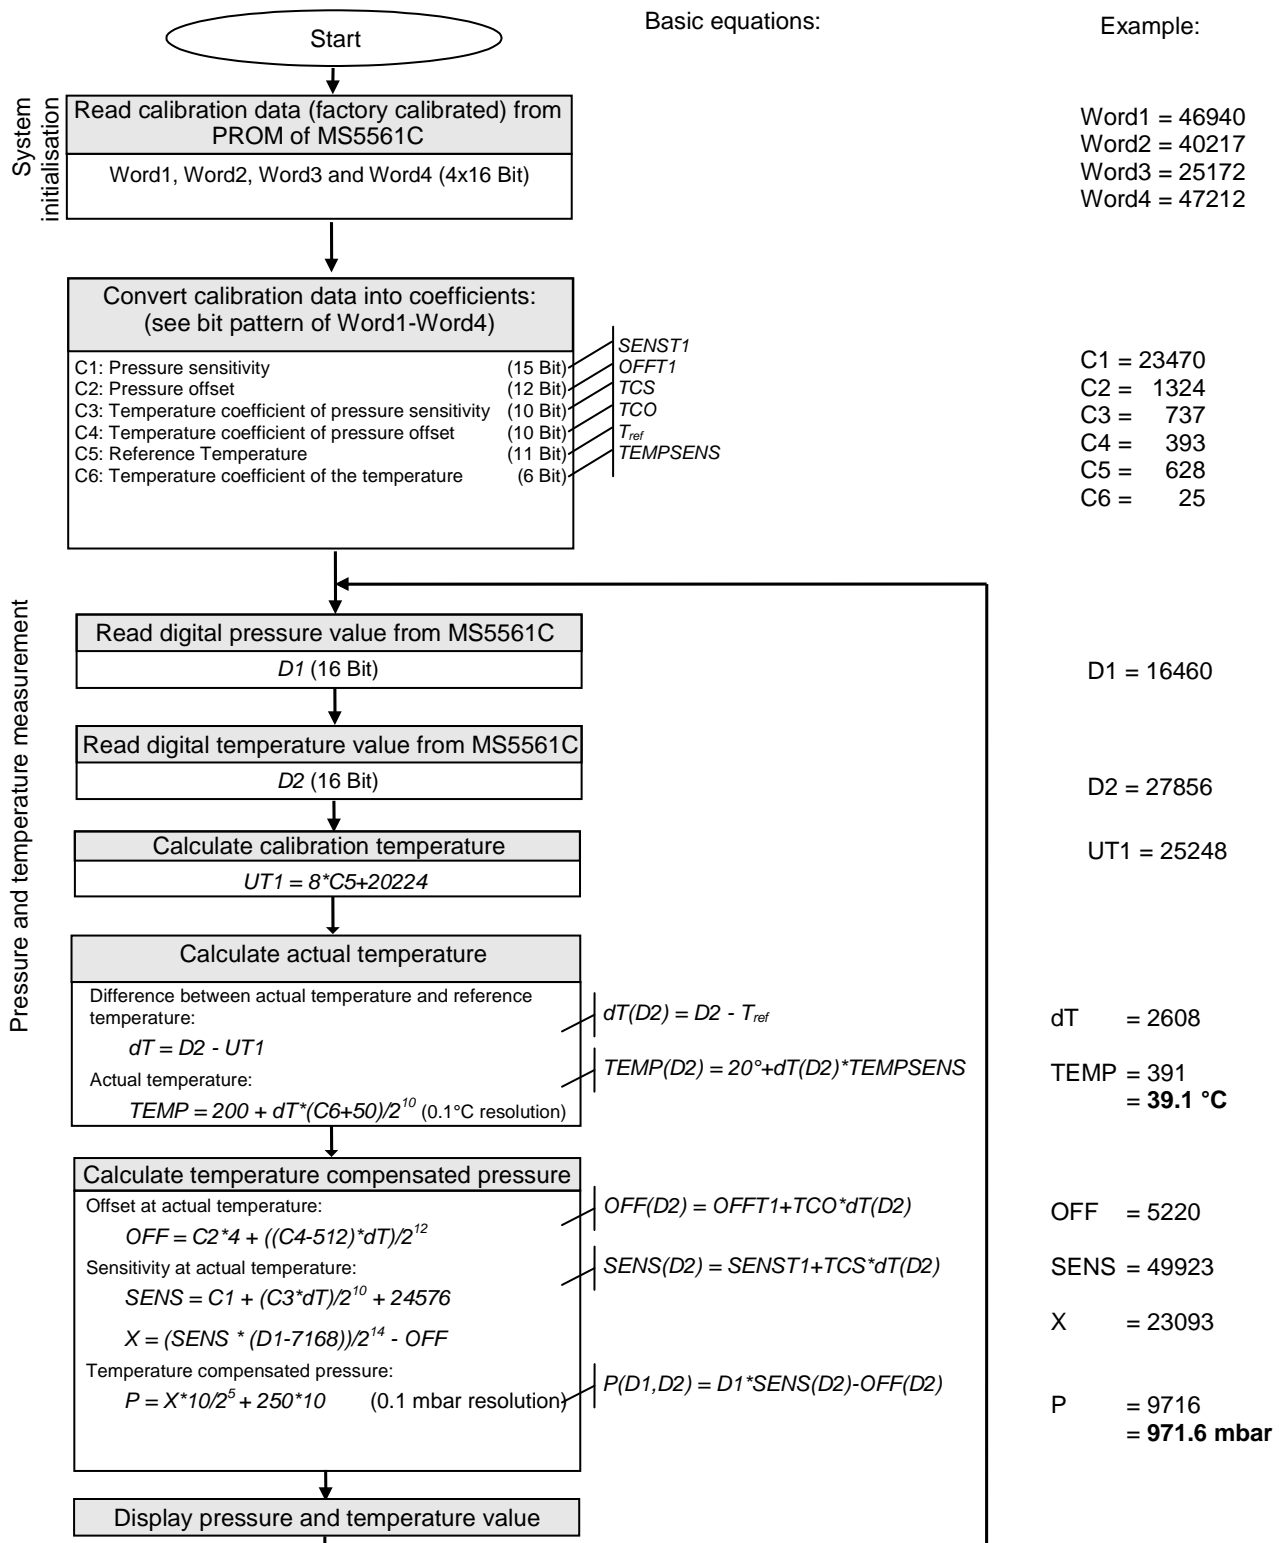 Start
Basic equations:
Example:
System
initialisation
Read calibration data (factory calibrated) from
PROM of MS5561C
Word1, Word2, Word3 and Word4 (4x16 Bit)
Word1 = 46940
Word2 = 40217
Word3 = 25172
Word4 = 47212
Convert calibration data into coefficients:
(see bit pattern of Word1-Word4)
C1: Pressure sensitivity (15 Bit) SENST1
C2: Pressure offset (12 Bit) OFFT1
C3: Temperature coefficient of pressure sensitivity (10 Bit) TCS
C4: Temperature coefficient of pressure offset (10 Bit) TCO
C5: Reference Temperature (11 Bit) Tref
C6: Temperature coefficient of the temperature (6 Bit) TEMPSENS
C1 = 23470
C2 = 1324
C3 = 737
C4 = 393
C5 = 628
C6 = 25
Pressure and temperature measurement
Read digital pressure value from MS5561C
D1 (16 Bit)
D1 = 16460
Read digital temperature value from MS5561C
D2 (16 Bit)
D2 = 27856
Calculate calibration temperature
UT1 = 8*C5+20224
UT1 = 25248
Calculate actual temperature
Difference between actual temperature and reference
temperature:
dT = D2 - UT1
dT(D2) = D2 - Tref
dT = 2608
Actual temperature:
TEMP = 200 + dT*(C6+50)/2^10 (0.1°C resolution)
TEMP(D2) = 20°+dT(D2)*TEMPSENS
TEMP = 391
= 39.1 °C
Calculate temperature compensated pressure
Offset at actual temperature:
OFF = C2*4 + ((C4-512)*dT)/2^12
OFF(D2) = OFFT1+TCO*dT(D2)
OFF = 5220
Sensitivity at actual temperature:
SENS = C1 + (C3*dT)/2^10 + 24576
SENS(D2) = SENST1+TCS*dT(D2)
SENS = 49923
X = (SENS * (D1-7168))/2^14 - OFF
X = 23093
Temperature compensated pressure:
P = X*10/2^5 + 250*10 (0.1 mbar resolution)
P(D1,D2) = D1*SENS(D2)-OFF(D2)
P = 9716
= 971.6 mbar
Display pressure and temperature value